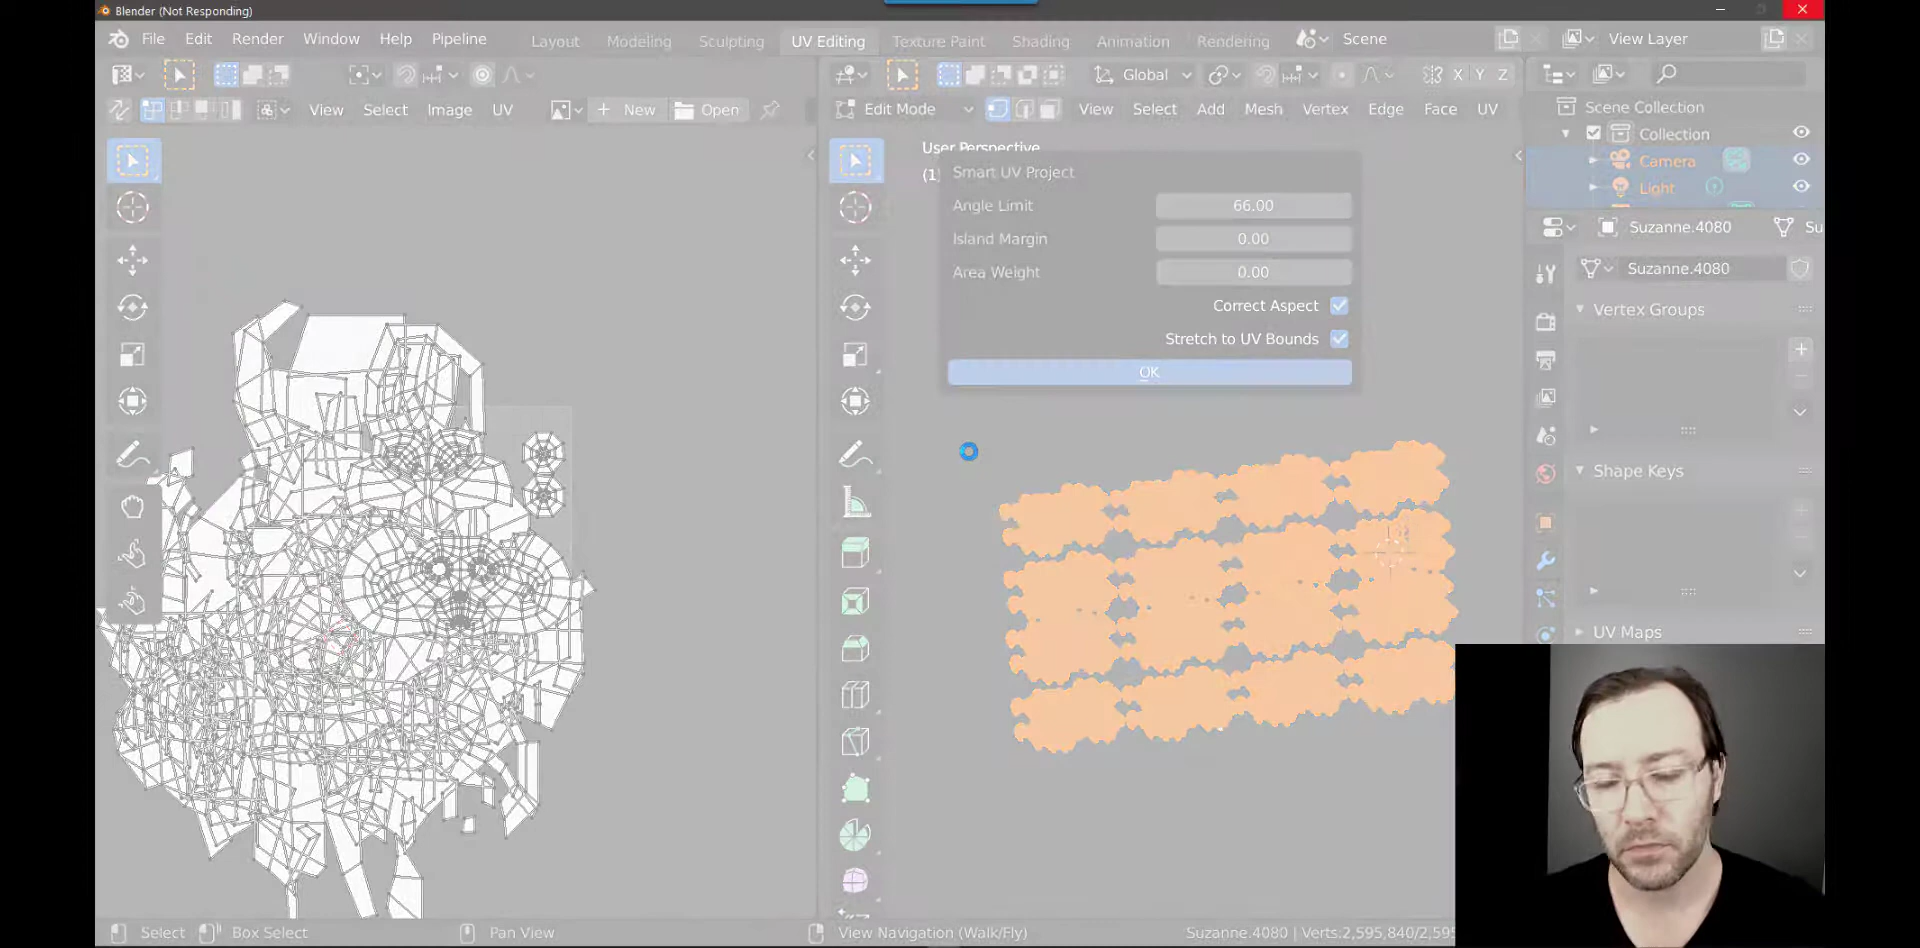 Blender (Not Responding)
File Edit Render Window Help Pipeline Layout Modeling Sculpting UV Editing Texture Paint Shading Animation Rendering Scene View Layer
Global X Y Z
View Select Image UV New Open Edit Mode View Select Add Mesh Vertex Edge Face UV
Scene Collection
Collection
Camera
Light
User Perspective
(1)
Smart UV Project
Angle Limit 66.00
Island Margin 0.00
Area Weight 0.00
Correct Aspect
Stretch to UV Bounds
OK
Suzanne.4080 Su
Suzanne.4080
Vertex Groups
Shape Keys
UV Maps
Select Box Select Pan View View Navigation (Walk/Fly) Suzanne.4080 | Verts:2,595,840/2,595